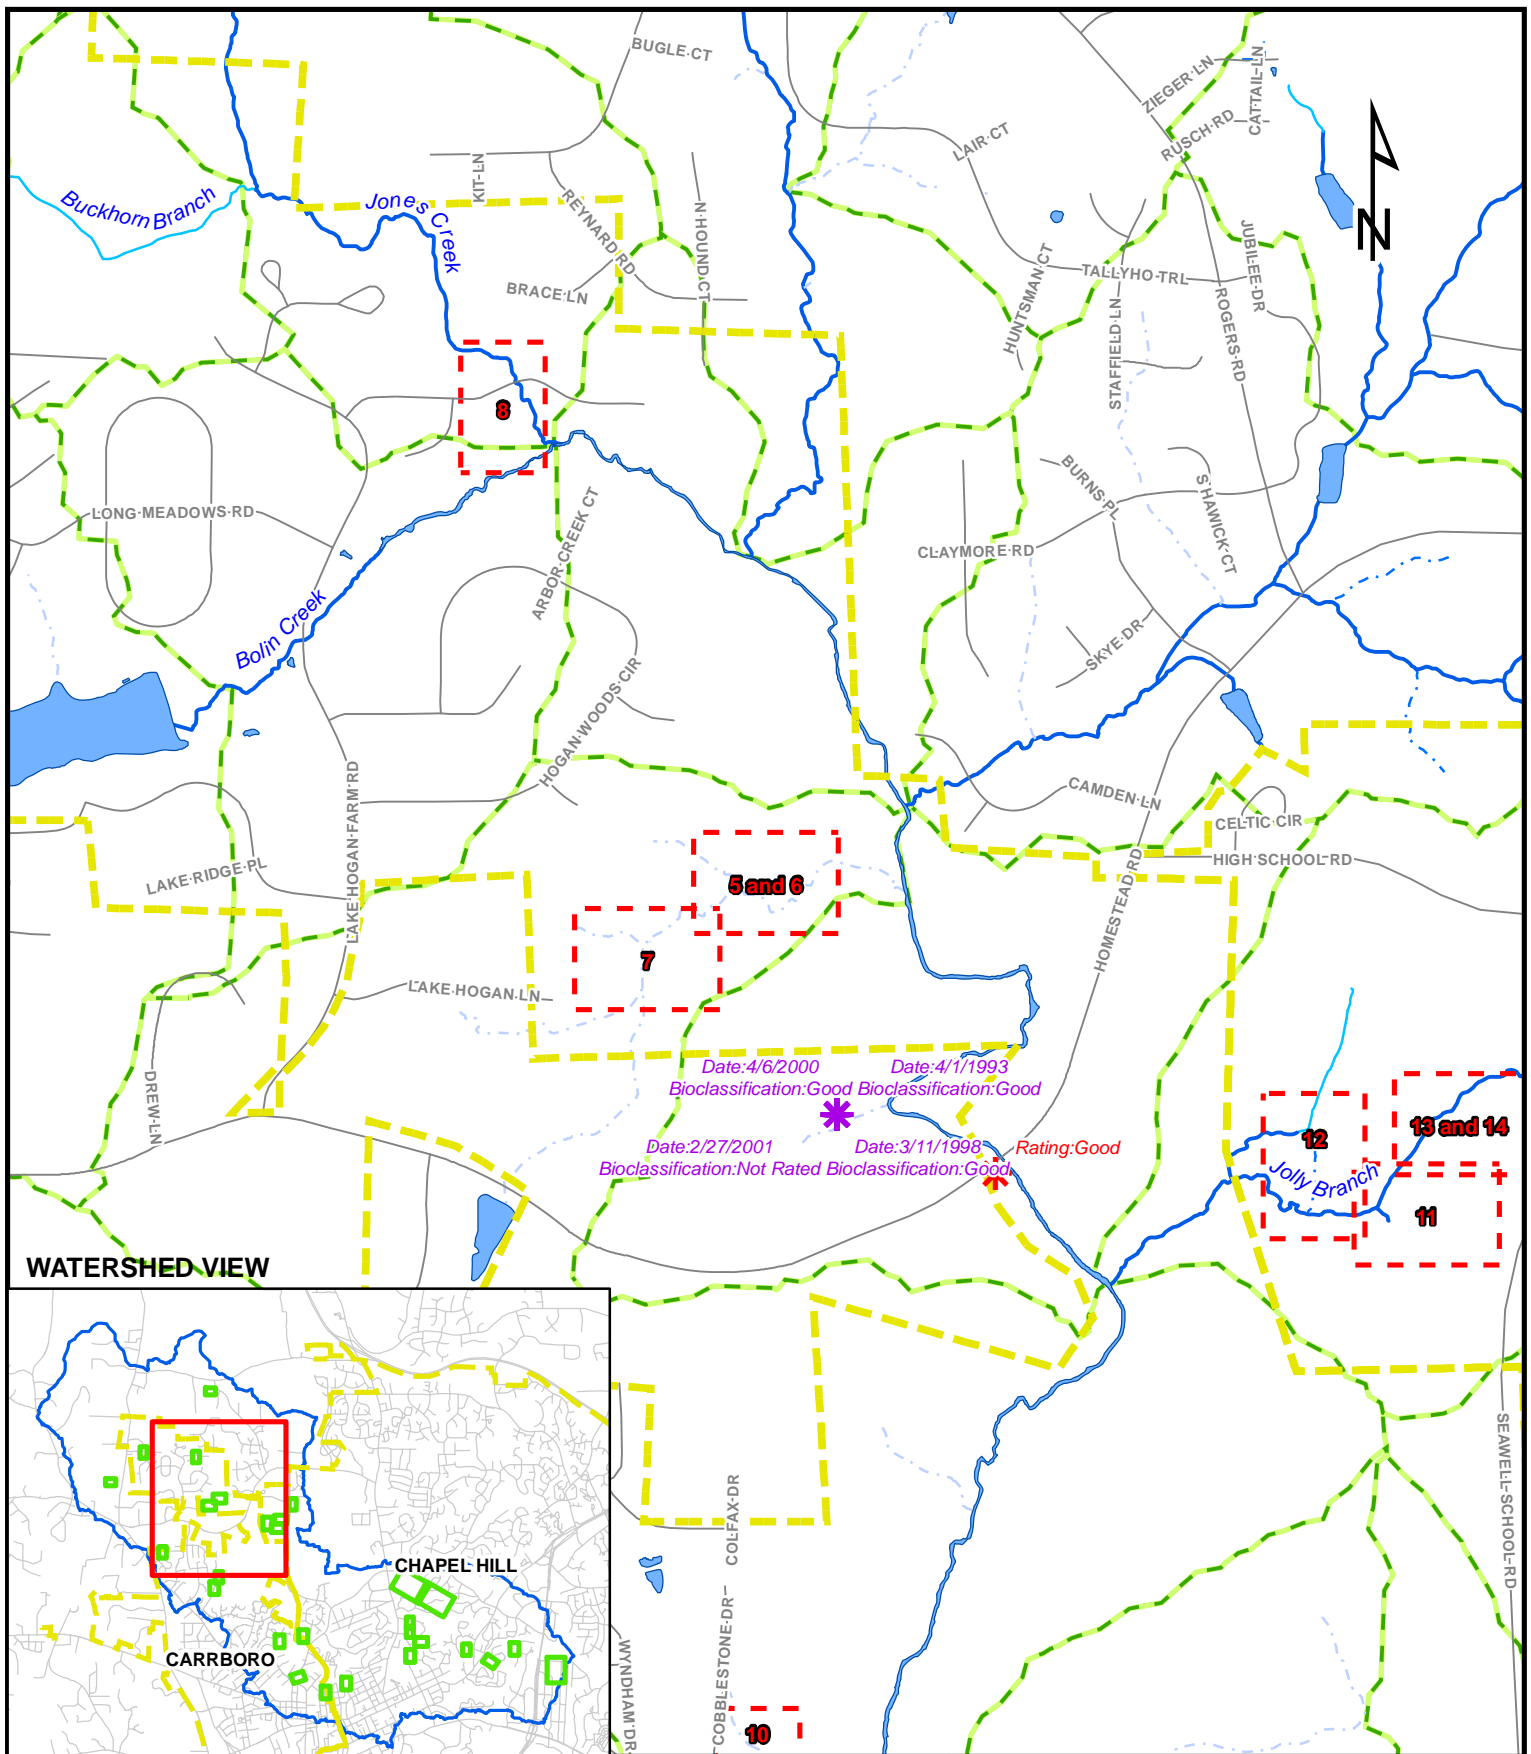 BUGLE CT
ZIEGER LN
CATTAIL LN
RUSCH RD
LAIR CT
KIT LN
Buckhorn Branch
Jones Creek
REYNARD RD
N HOUND CT
N
JUBILEE DR
HUNTSMAN CT
TALLYHO TRL
BRACE LN
STAFFIELD LN
ROGERS RD
8
LONG MEADOWS RD
ARBOR CREEK CT
BURNS PL
S HAWICK CT
CLAYMORE RD
Bolin Creek
SKYE DR
HOGAN WOODS CIR
LAKE HOGAN FARM RD
CAMDEN LN
CELTIC CIR
HIGH SCHOOL RD
LAKE RIDGE PL
5 and 6
HOMESTEAD RD
7
LAKE HOGAN LN
DREW LN
Date:4/6/2000
Bioclassification:Good
Date:4/1/1993
Bioclassification:Good
Date:2/27/2001
Bioclassification:Not Rated
Date:3/11/1998
Bioclassification:Good
Rating:Good
12
13 and 14
Jolly Branch
11
WATERSHED VIEW
CHAPEL HILL
CARRBORO
COLFAX DR
SEAWELL SCHOOL RD
WYNDHAM DR
COBBLESTONE DR
10